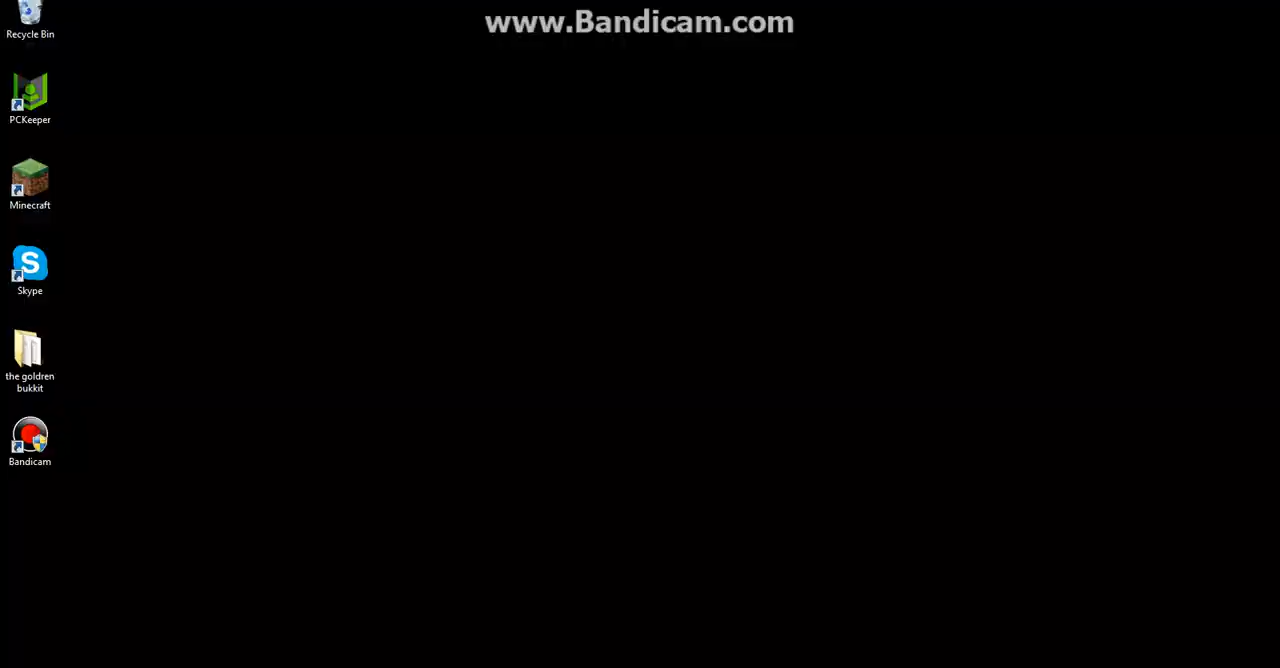 www.Bandicam.com
Recycle Bin
PCKeeper
Minecraft
S
Skype
the goldren
bukkit
Bandicam